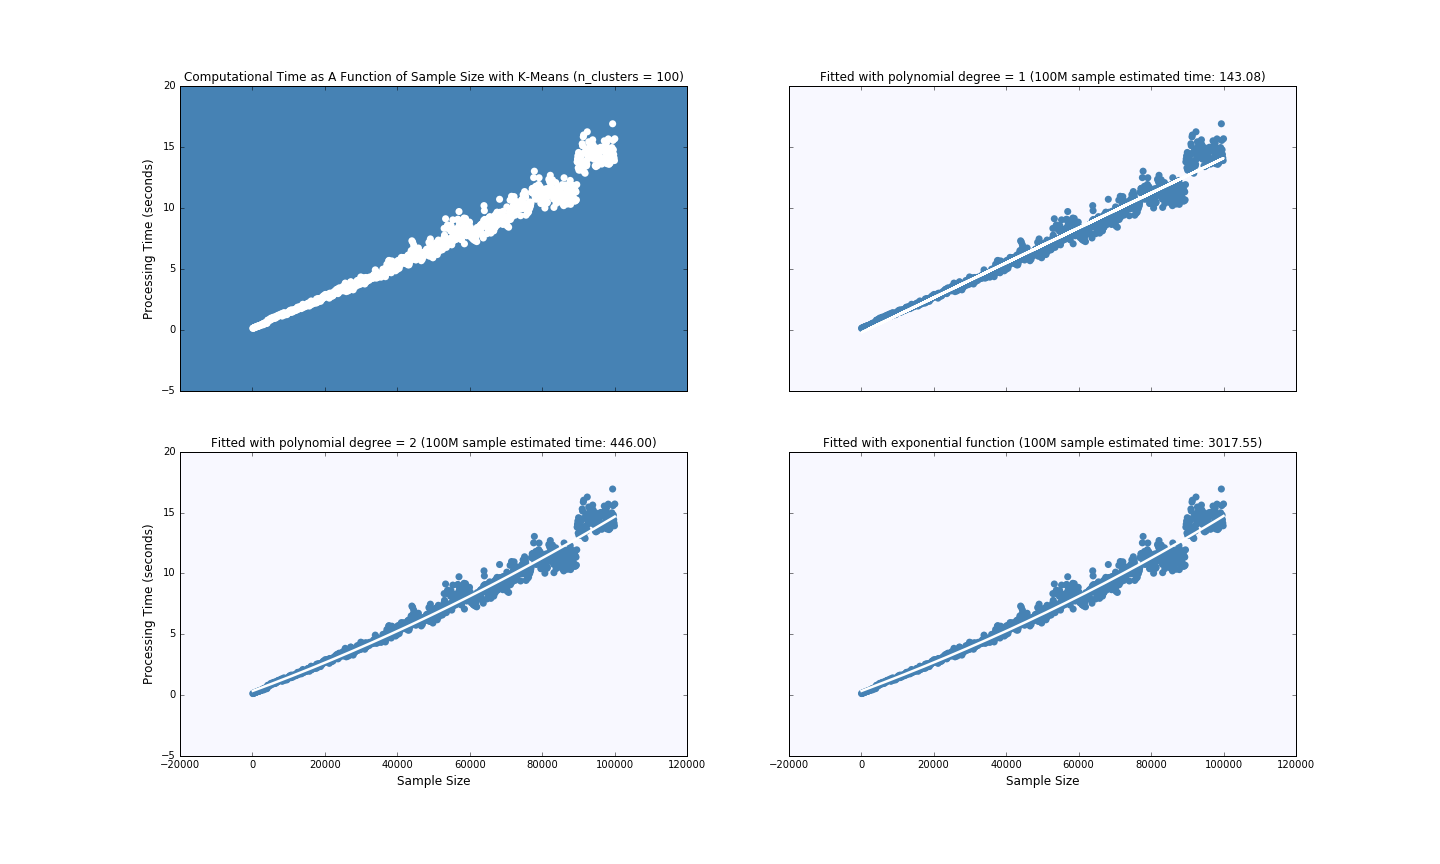 Computational Time as A Function of Sample Size with K-Means (n_clusters = 100)
Fitted with polynomial degree = 1 (100M sample estimated time: 143.08)
20
15
10
5
0
−5
Processing Time (seconds)
Fitted with polynomial degree = 2 (100M sample estimated time: 446.00)
Fitted with exponential function (100M sample estimated time: 3017.55)
20
15
10
5
0
−5
Processing Time (seconds)
−20000 0 20000 40000 60000 80000 100000 120000
−20000 0 20000 40000 60000 80000 100000 120000
Sample Size
Sample Size